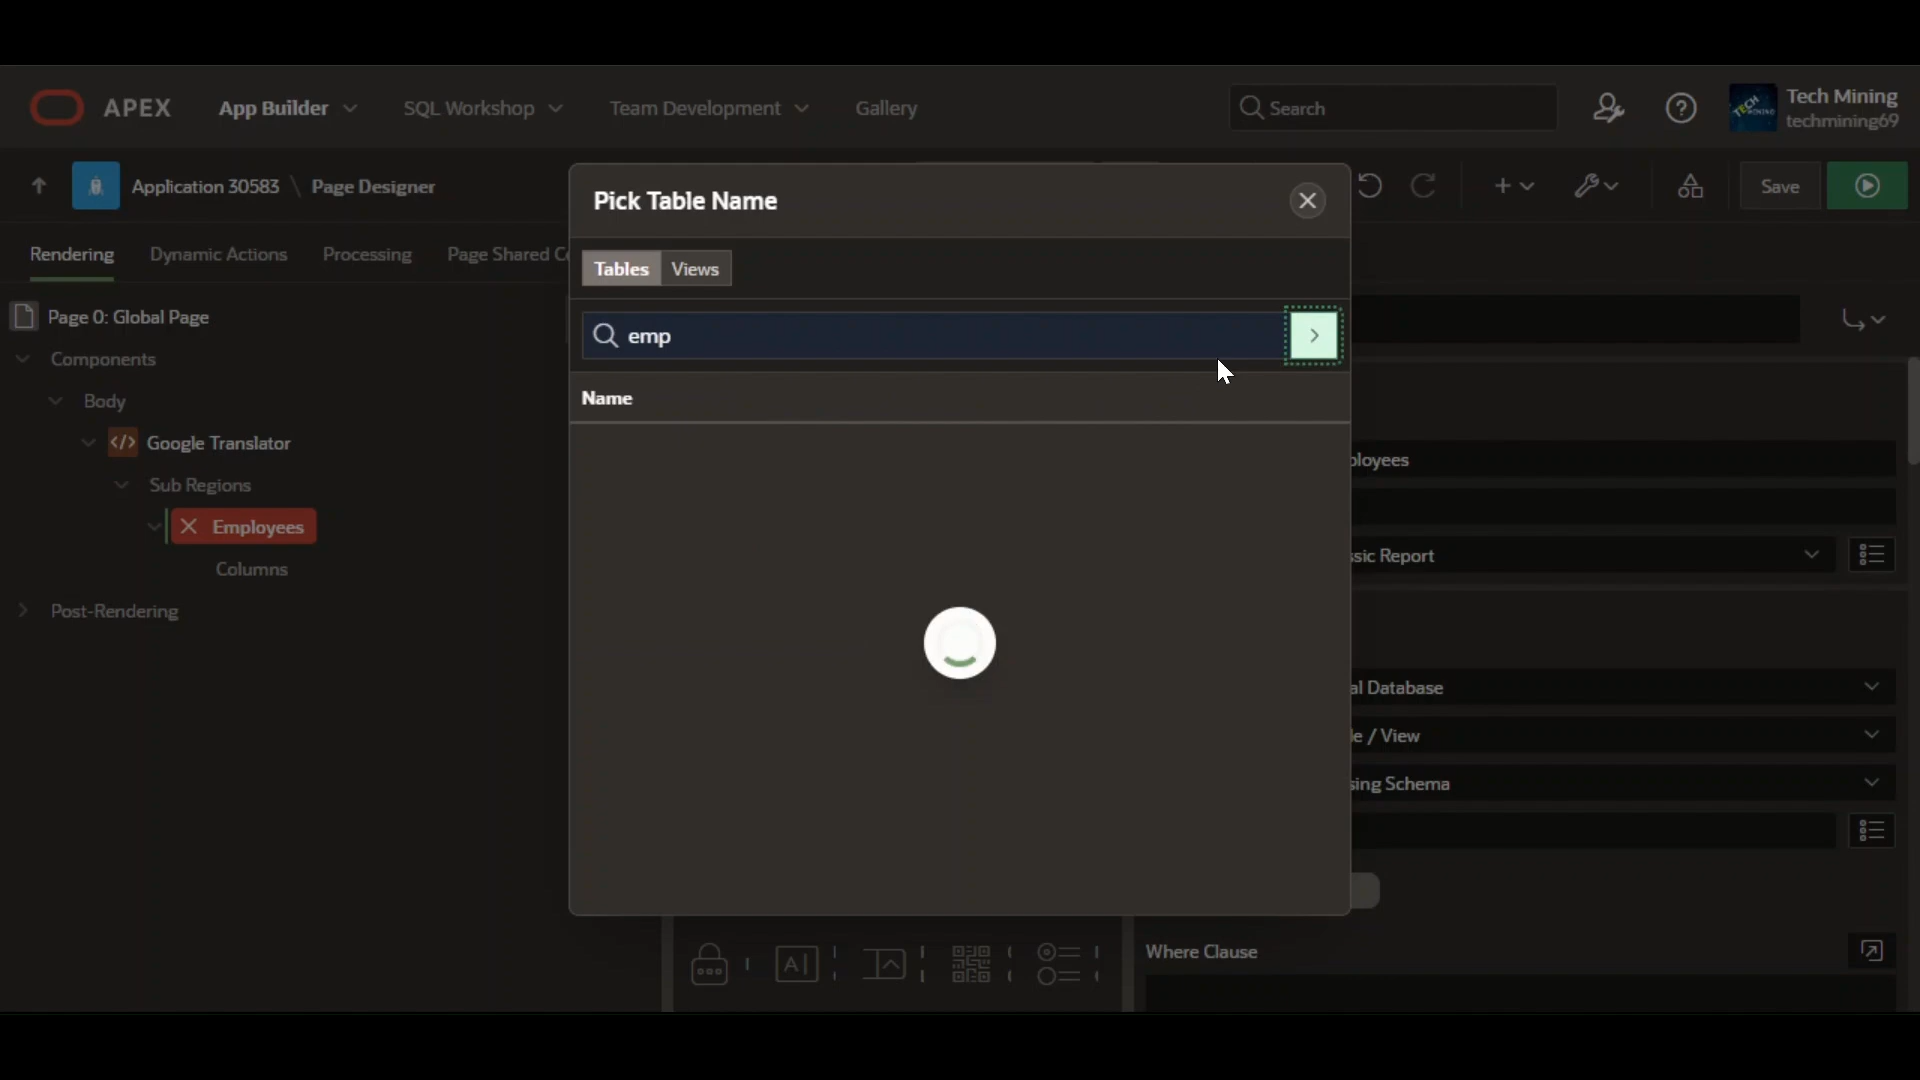 APEX App Builder SQL Workshop Team Development Gallery Search Tech Mining
techmining69
Application 30583 \ Page Designer Save
Pick Table Name
Rendering Dynamic Actions Processing Page Shared C
Tables Views
Page 0: Global Page
emp
Components
Name
Body
Google Translator
ployees
Sub Regions
Employees
ssic Report
Columns
Post-Rendering
al Database
le / View
sing Schema
Where Clause